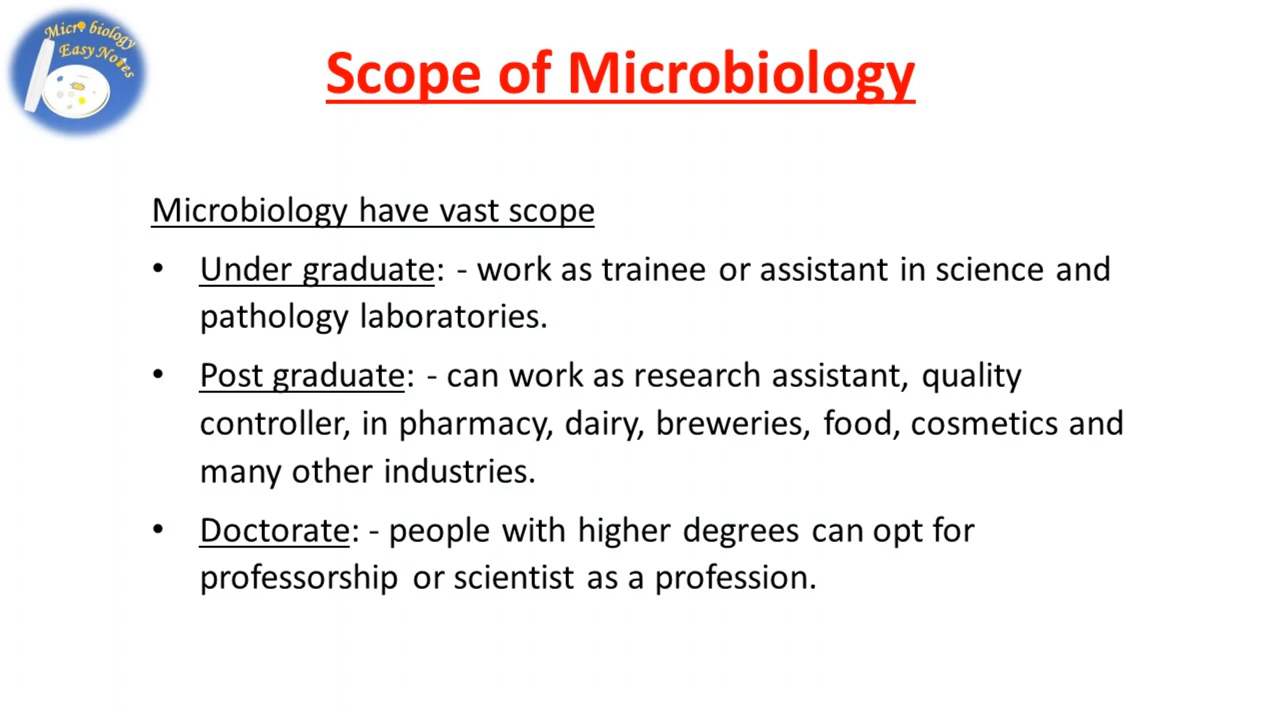 Microbiology
Easy Notes
Scope of Microbiology
Microbiology have vast scope
• Under graduate: - work as trainee or assistant in science and
pathology laboratories.
• Post graduate: - can work as research assistant, quality
controller, in pharmacy, dairy, breweries, food, cosmetics and
many other industries.
• Doctorate: - people with higher degrees can opt for
professorship or scientist as a profession.